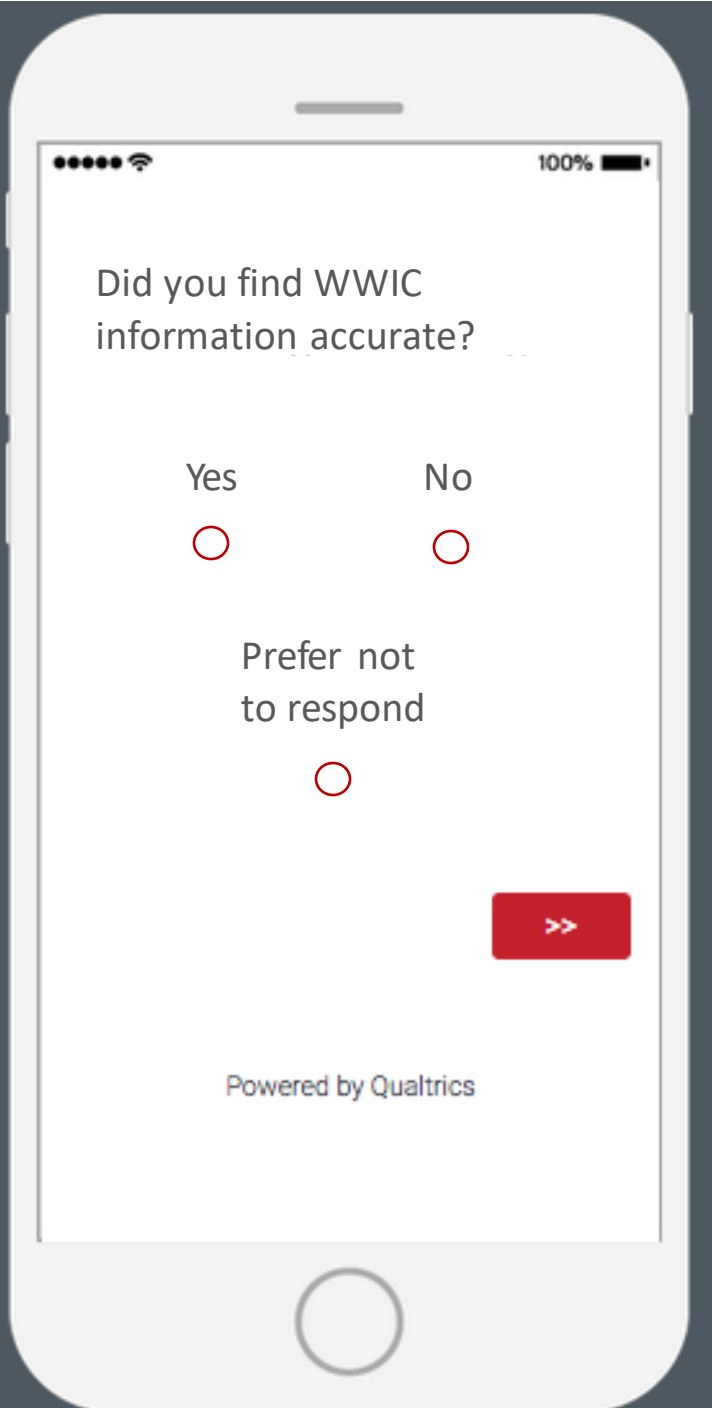 100%
Did you find WWIC
information accurate?
Yes No
Prefer not
to respond
>>
Powered by Qualtrics